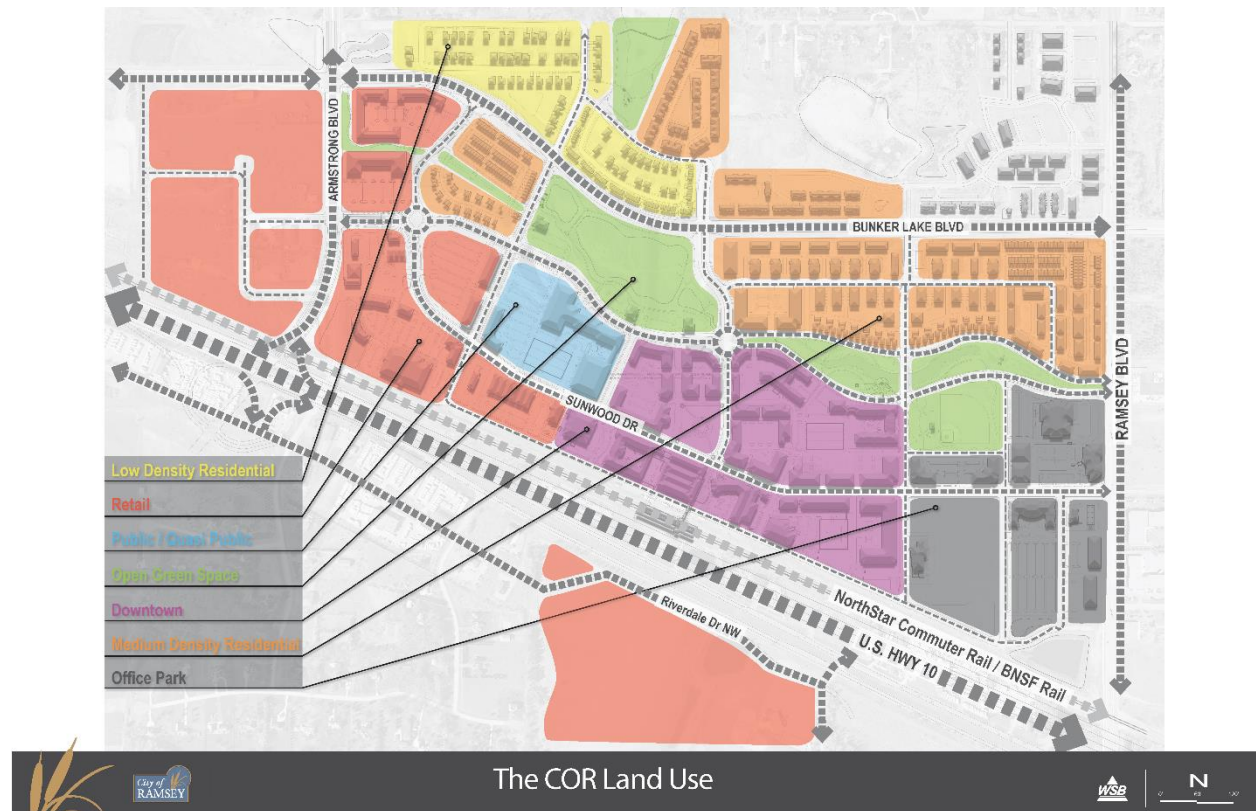 ARMSTRONG BLVD
BUNKER LAKE BLVD
RAMSEY BLVD
SUNWOOD DR
Low Density Residential
Retail
Public / Quasi Public
Open Green Space
Downtown
Medium Density Residential
Office Park
NorthStar Commuter Rail / BNSF Rail
Riverdale Dr NW
U.S. HWY 10
City of
RAMSEY
The COR Land Use
WSB
N